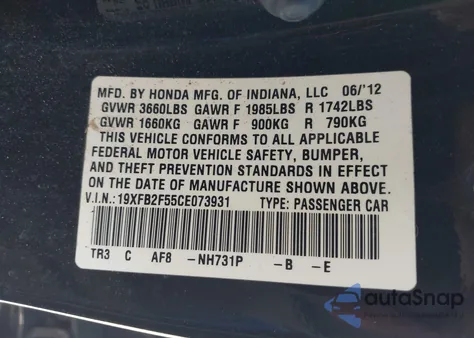 MFD. BY HONDA MFG. OF INDIANA, LLC 06/'12
GVWR 3660LBS GAWR F 1985LBS R 1742LBS
GVWR 1660KG GAWR F 900KG R 790KG
THIS VEHICLE CONFORMS TO ALL APPLICABLE
FEDERAL MOTOR VEHICLE SAFETY, BUMPER,
AND THEFT PREVENTION STANDARDS IN EFFECT
ON THE DATE OF MANUFACTURE SHOWN ABOVE.
V.I.N.: 19XFB2F55CE073931 TYPE: PASSENGER CAR
TR3 C AF8 -NH731P -B -E
autoSnap